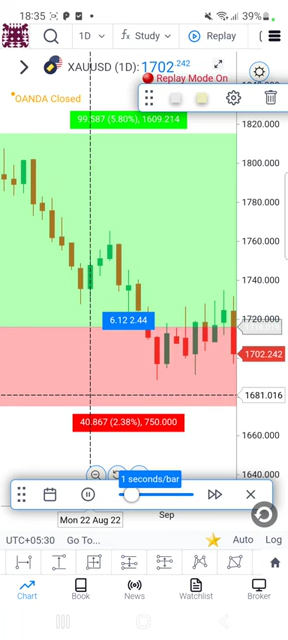 18:35
39%
1D
Study
Replay
XAUUSD (1D): 1702.242
Replay Mode On
OANDA Closed
99.587 (5.80%), 1609.214
1820.000
1800.000
1780.000
1760.000
1740.000
1720.000
6.12 2.44
1702.242
1681.016
40.867 (2.38%), 750.000
1660.000
1640.000
1 seconds/bar
Mon 22 Aug 22
Sep
UTC+05:30
Go To...
Auto
Log
Chart
Book
News
Watchlist
Broker